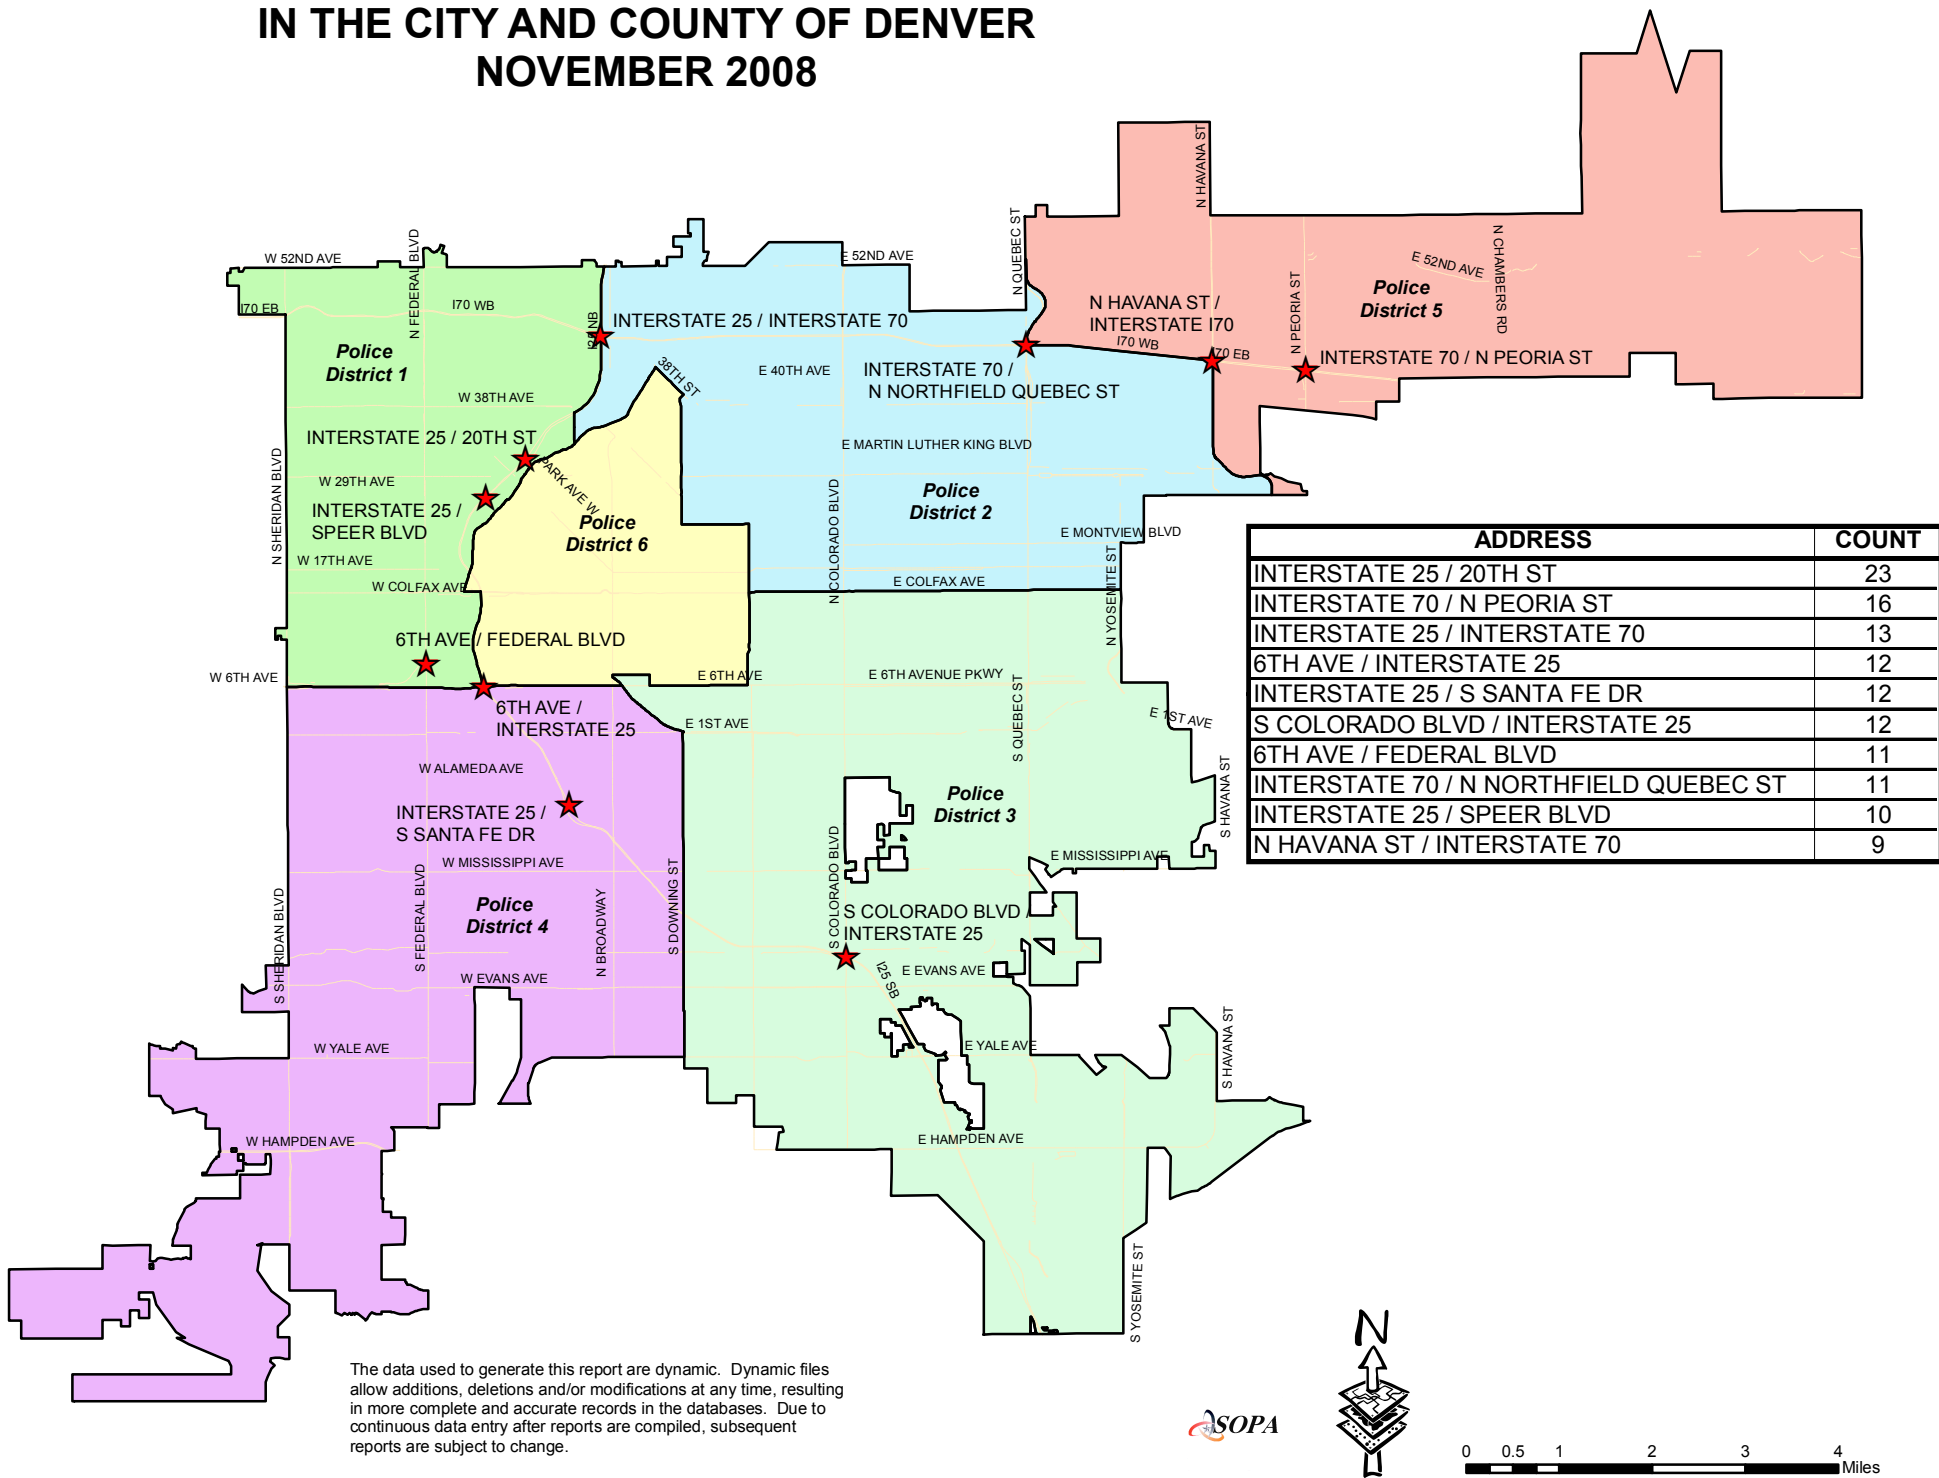 IN THE CITY AND COUNTY OF DENVER
NOVEMBER 2008
W 52ND AVE
N FEDERAL BLVD
E 52ND AVE
N QUEBEC ST
N HAVANA ST
N CHAMBERS RD
E 52ND AVE
I70 EB
I70 WB
I25 NB
INTERSTATE 25 / INTERSTATE 70
N HAVANA ST /
INTERSTATE I70
N PEORIA ST
Police
District 5
Police
District 1
38TH ST
E 40TH AVE
INTERSTATE 70 /
N NORTHFIELD QUEBEC ST
I70 WB
I70 EB
INTERSTATE 70 / N PEORIA ST
W 38TH AVE
INTERSTATE 25 / 20TH ST
E MARTIN LUTHER KING BLVD
N SHERIDAN BLVD
W 29TH AVE
PARK AVE W
INTERSTATE 25 /
SPEER BLVD
Police
District 6
N COLORADO BLVD
Police
District 2
E MONTVIEW BLVD
W 17TH AVE
W COLFAX AVE
E COLFAX AVE
N YOSEMITE ST
ADDRESS COUNT
INTERSTATE 25 / 20TH ST 23
INTERSTATE 70 / N PEORIA ST 16
INTERSTATE 25 / INTERSTATE 70 13
6TH AVE / INTERSTATE 25 12
INTERSTATE 25 / S SANTA FE DR 12
S COLORADO BLVD / INTERSTATE 25 12
6TH AVE / FEDERAL BLVD 11
INTERSTATE 70 / N NORTHFIELD QUEBEC ST 11
INTERSTATE 25 / SPEER BLVD 10
N HAVANA ST / INTERSTATE 70 9
6TH AVE / FEDERAL BLVD
W 6TH AVE
E 6TH AVE
E 6TH AVENUE PKWY
6TH AVE /
INTERSTATE 25
E 1ST AVE
S QUEBEC ST
E 1ST AVE
W ALAMEDA AVE
INTERSTATE 25 /
S SANTA FE DR
Police
District 3
S HAVANA ST
W MISSISSIPPI AVE
E MISSISSIPPI AVE
S SHERIDAN BLVD
S FEDERAL BLVD
Police
District 4
N BROADWAY
S DOWNING ST
S COLORADO BLVD
S COLORADO BLVD /
INTERSTATE 25
W EVANS AVE
I25 SB
E EVANS AVE
W YALE AVE
E YALE AVE
S HAVANA ST
W HAMPDEN AVE
E HAMPDEN AVE
S YOSEMITE ST
The data used to generate this report are dynamic. Dynamic files
allow additions, deletions and/or modifications at any time, resulting
in more complete and accurate records in the databases. Due to
continuous data entry after reports are compiled, subsequent
reports are subject to change.
SOPA
N
0 0.5 1 2 3 4
Miles